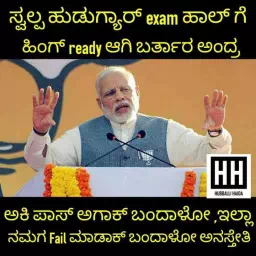 ಸ್ವಲ್ಪ ಹುಡುಗ್ಯಾರ್ exam ಹಾಲ್ ಗೆ
ಹಿಂಗ್ ready ಆಗಿ ಬರ್ತಾರ ಅಂದ್ರ
HH
HUBBALLI HAIDA
ಅಕಿ ಪಾಸ್ ಅಗಾಕ್ ಬಂದಾಳೋ ,ಇಲ್ಲಾ
ನಮಗ Fail ಮಾಡಾಕ್ ಬಂದಾಳೋ ಅನಸ್ತೇತಿ